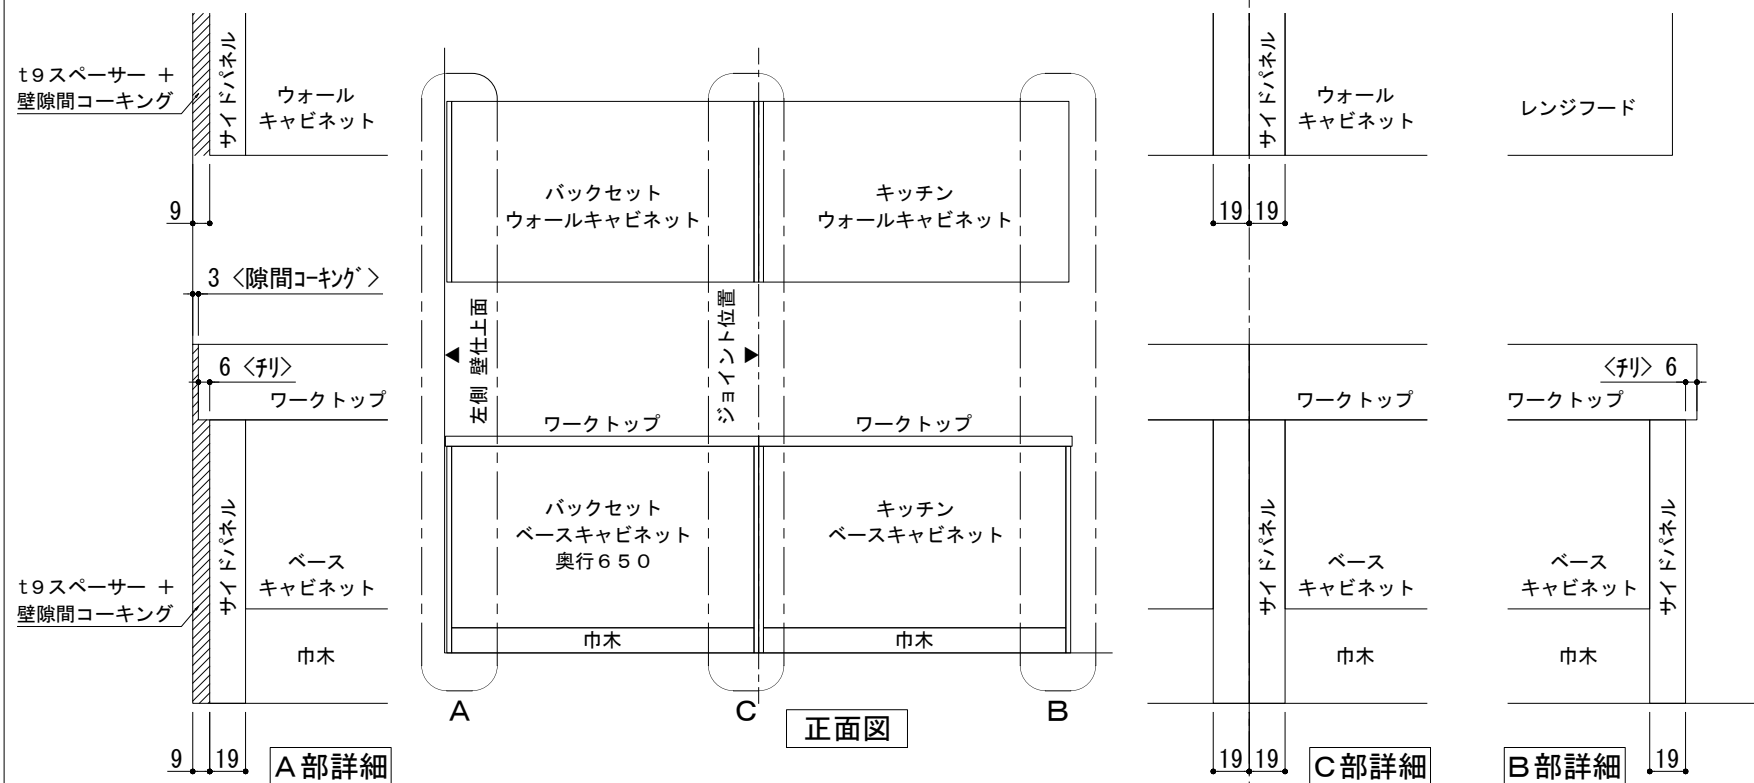 t9スペーサー ＋
壁隙間コーキング
サイドパネル
ウォール
キャビネット
9
3 〈隙間コーキング〉
6 〈チリ〉
ワークトップ
サイドパネル
ベース
キャビネット
t9スペーサー ＋
壁隙間コーキング
巾木
9
19
A部詳細
バックセット
ウォールキャビネット
キッチン
ウォールキャビネット
左側 壁仕上面
ジョイント位置
ワークトップ
ワークトップ
バックセット
ベースキャビネット
奥行650
キッチン
ベースキャビネット
巾木
巾木
A
C
B
正面図
サイドパネル
ウォール
キャビネット
19
19
ワークトップ
サイドパネル
ベース
キャビネット
巾木
19
19
C部詳細
レンジフード
〈チリ〉 6
ワークトップ
ベース
キャビネット
サイドパネル
巾木
B部詳細
19